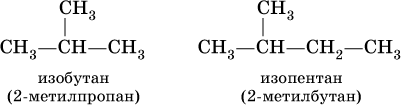 CH₃ CH₃
CH₃—CH—CH₃ CH₃—CH—CH₂—CH₃
изобутан изопентан
(2-метилпропан) (2-метилбутан)